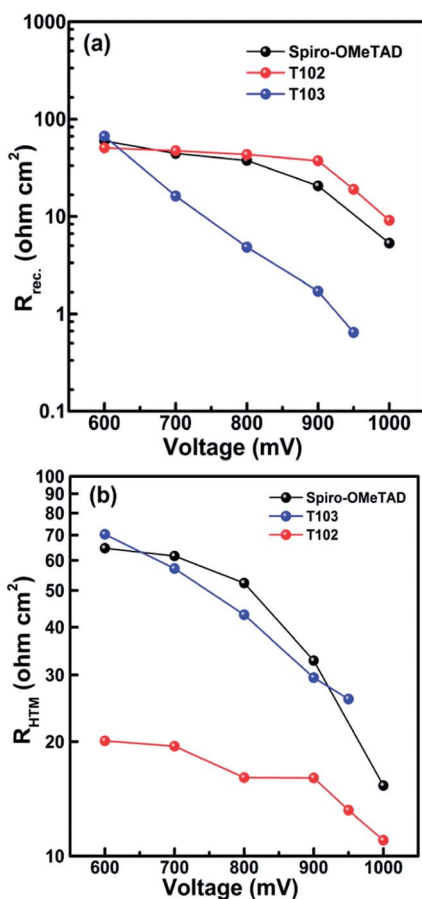 (a)
Spiro-OMeTAD
T102
T103
1000
100
10
1
0.1
R_rec. (ohm cm²)
600 700 800 900 1000
Voltage (mV)
(b)
Spiro-OMeTAD
T103
T102
100
90
80
70
60
50
40
30
20
10
R_HTM (ohm cm²)
600 700 800 900 1000
Voltage (mV)